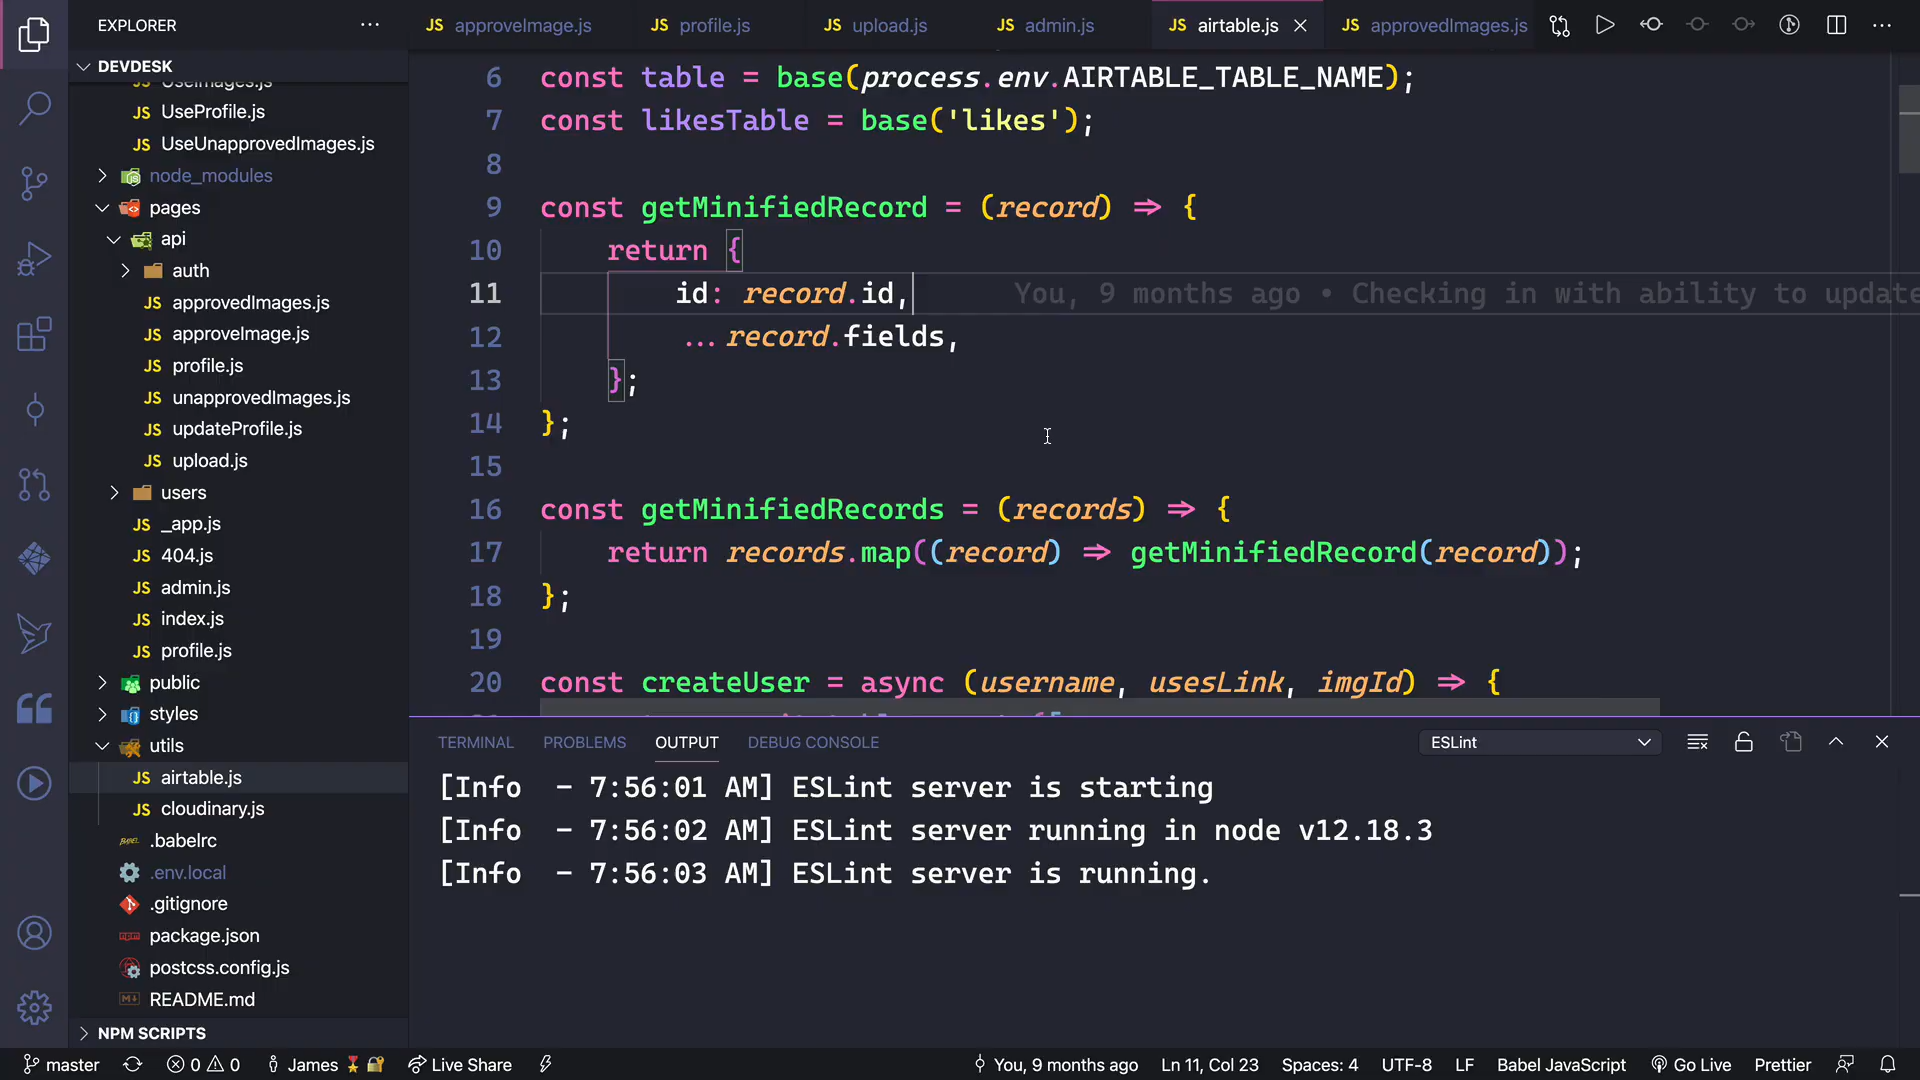 EXPLORER
DEVDESK
UseImages.js
UseProfile.js
UseUnapprovedImages.js
node_modules
pages
api
auth
approvedImages.js
approveImage.js
profile.js
unapprovedImages.js
updateProfile.js
upload.js
users
_app.js
404.js
admin.js
index.js
profile.js
public
styles
utils
airtable.js
cloudinary.js
.babelrc
.env.local
.gitignore
package.json
postcss.config.js
README.md
NPM SCRIPTS
JS approveImage.js JS profile.js JS upload.js JS admin.js JS airtable.js JS approvedImages.js
6 const table = base(process.env.AIRTABLE_TABLE_NAME);
7 const likesTable = base('likes');
8
9 const getMinifiedRecord = (record) => {
10 return {
11 id: record.id, You, 9 months ago • Checking in with ability to update
12 ...record.fields,
13 };
14 };
15
16 const getMinifiedRecords = (records) => {
17 return records.map((record) => getMinifiedRecord(record));
18 };
19
20 const createUser = async (username, usesLink, imgId) => {
TERMINAL PROBLEMS OUTPUT DEBUG CONSOLE ESLint
[Info - 7:56:01 AM] ESLint server is starting
[Info - 7:56:02 AM] ESLint server running in node v12.18.3
[Info - 7:56:03 AM] ESLint server is running.
master 0 0 James Live Share You, 9 months ago Ln 11, Col 23 Spaces: 4 UTF-8 LF Babel JavaScript Go Live Prettier